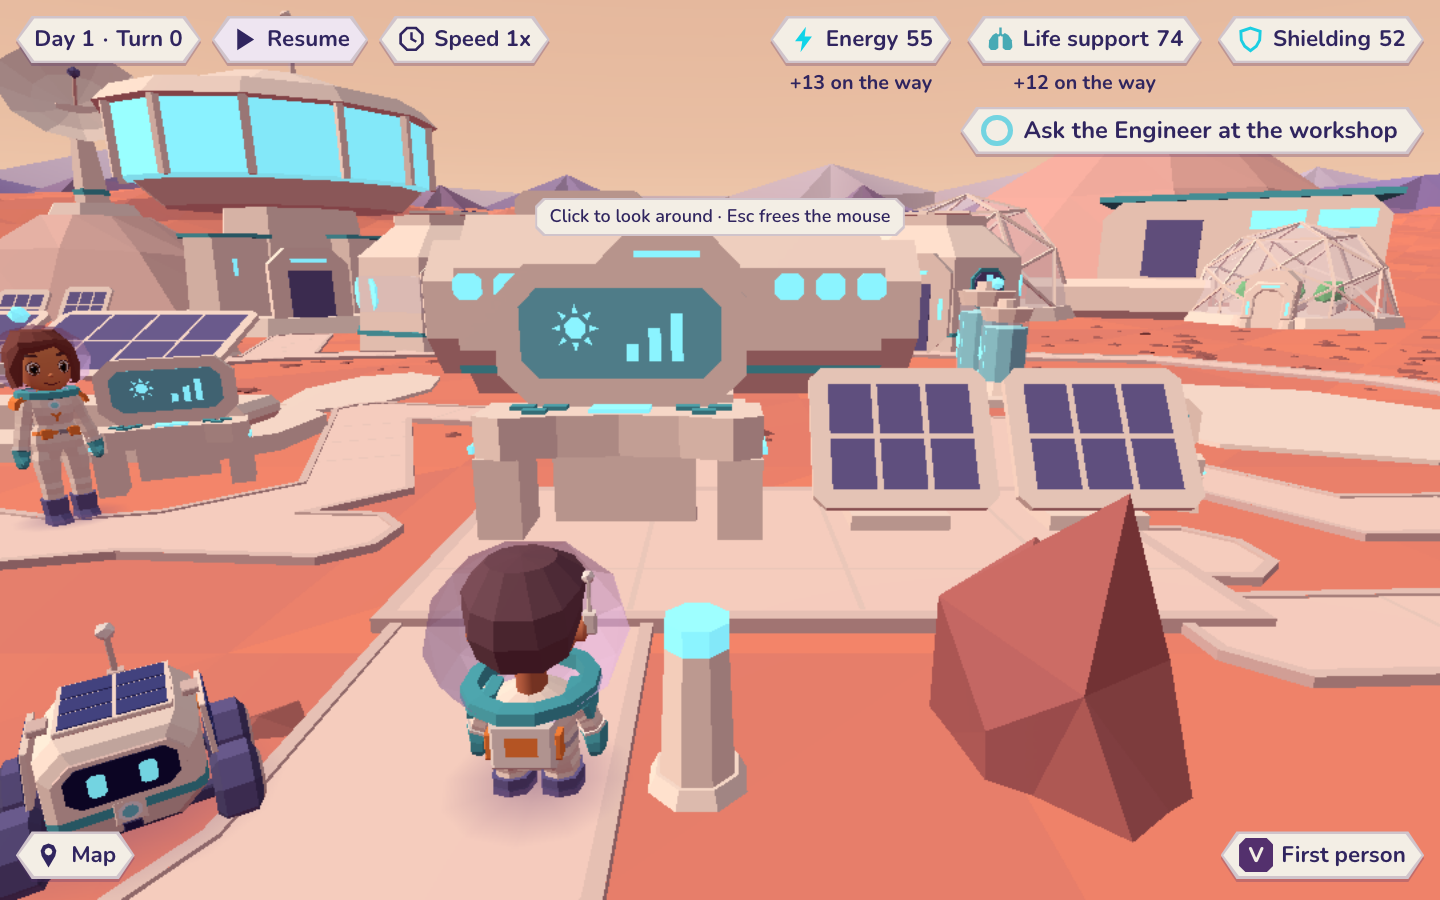 Day 1 · Turn 0
Resume
Speed 1x
Energy 55
Life support 74
Shielding 52
+13 on the way
+12 on the way
Ask the Engineer at the workshop
Click to look around · Esc frees the mouse
Map
V First person